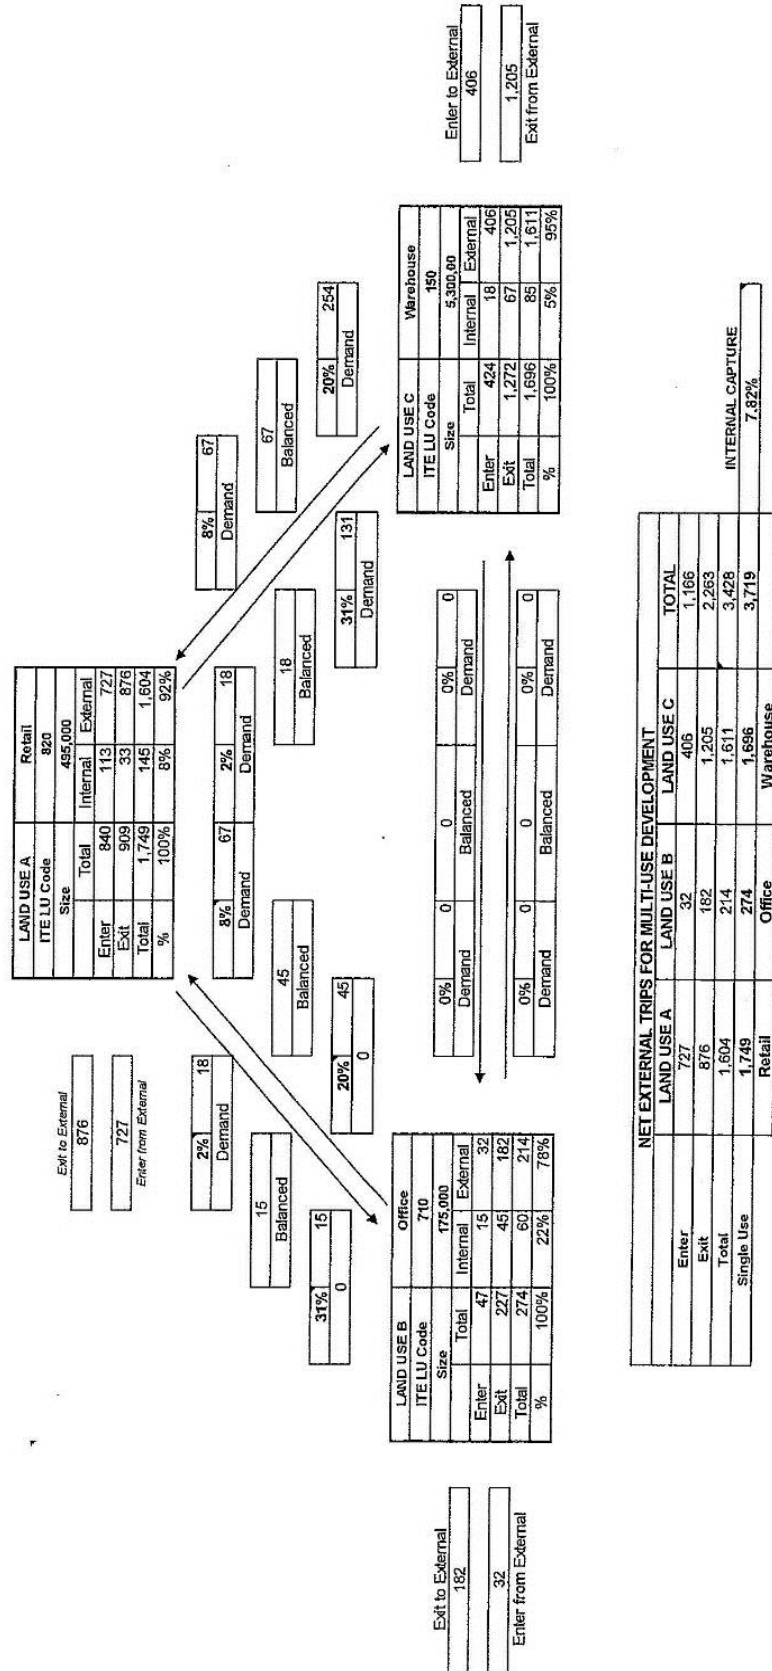 LAND USE A Retail
ITE LU Code 820
Size 495,000
Total Internal External
Enter 840 113 727
Exit 909 33 876
Total 1,749 145 1,604
% 100% 8% 92%
Exit to External
876
727
Enter from External
2% 18
Demand
8% 67
Demand
2% 18
Demand
8% 67
Demand
15
Balanced
45
Balanced
18
Balanced
67
Balanced
31% 15
0
20% 45
0
31% 131
Demand
20% 254
Demand
LAND USE B Office
ITE LU Code 710
Size 175,000
Total Internal External
Enter 47 15 32
Exit 227 45 182
Total 274 60 214
% 100% 22% 78%
0% 0 0 0% 0
Demand Balanced Demand
0% 0 0 0% 0
Demand Balanced Demand
LAND USE C Warehouse
ITE LU Code 150
Size 5,300,00
Total Internal External
Enter 424 18 406
Exit 1,272 67 1,205
Total 1,696 85 1,611
% 100% 5% 95%
Exit to External
182
32
Enter from External
Enter to External
406
1,205
Exit from External
NET EXTERNAL TRIPS FOR MULTI-USE DEVELOPMENT
LAND USE A LAND USE B LAND USE C TOTAL
Enter 727 32 406 1,166
Exit 876 182 1,205 2,263
Total 1,604 214 1,611 3,428 INTERNAL CAPTURE
Single Use 1,749 274 1,696 3,719 7.82%
Retail Office Warehouse